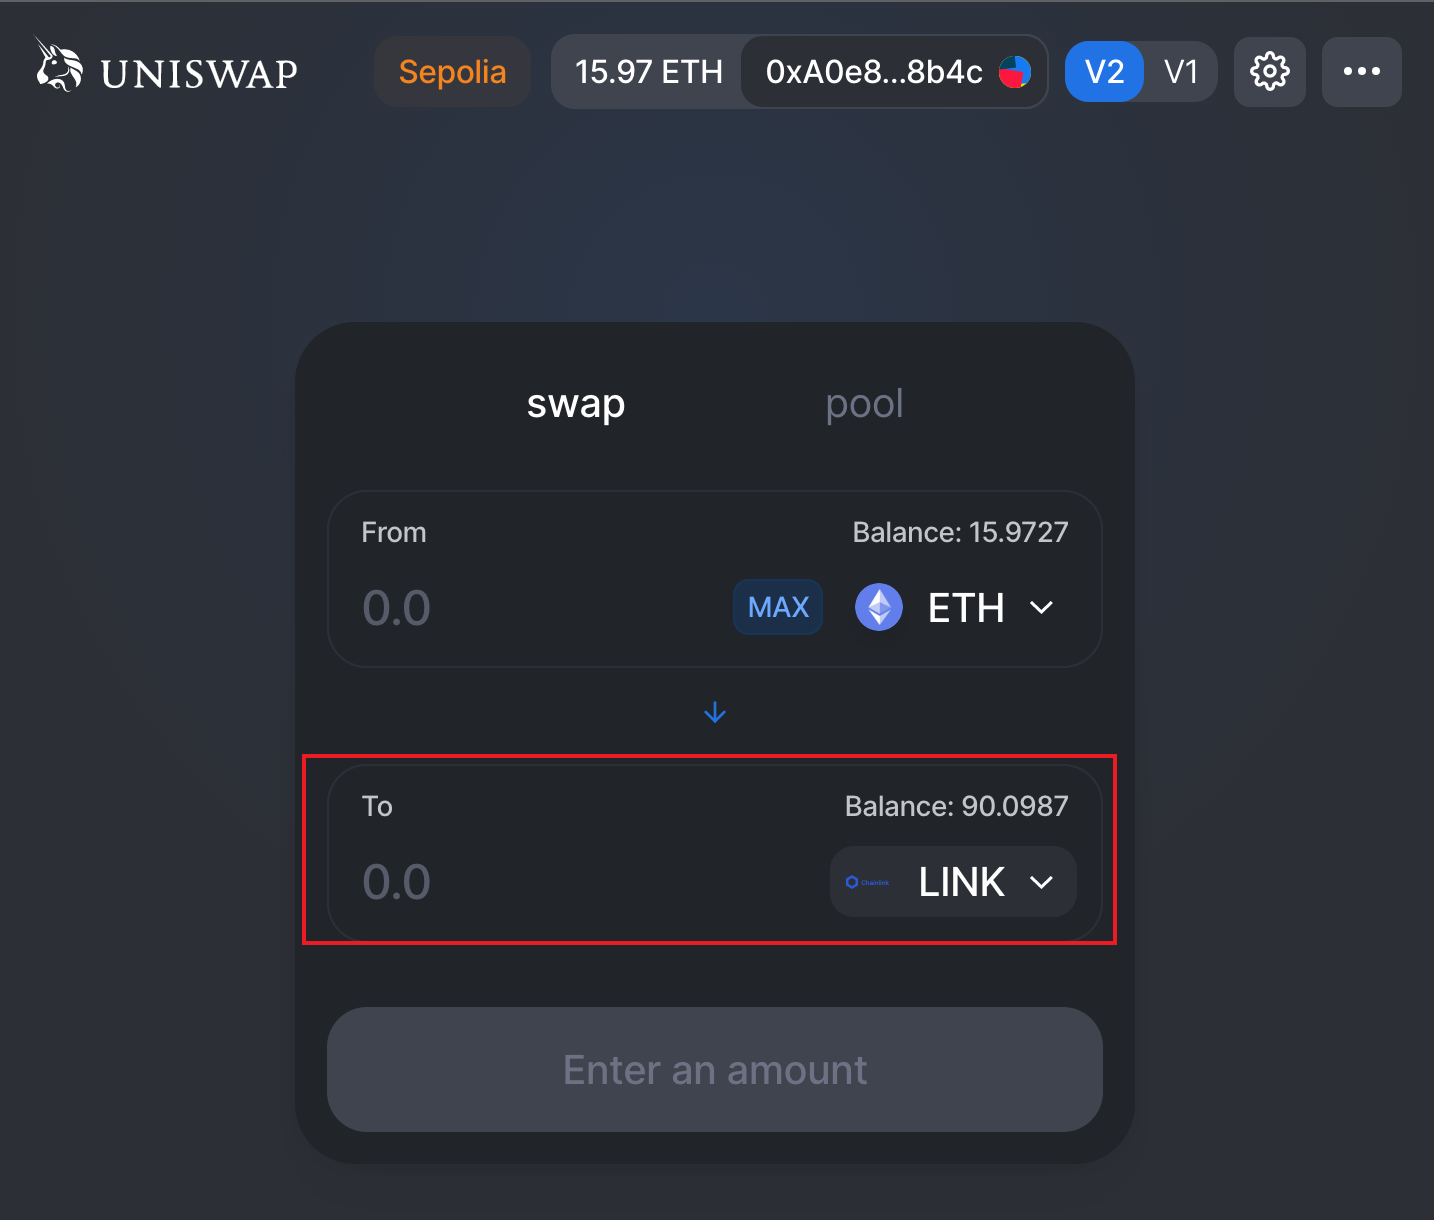 UNISWAP
Sepolia
15.97 ETH
0xA0e8...8b4c
V2
V1
swap
pool
From
Balance: 15.9727
0.0
MAX
ETH
To
Balance: 90.0987
0.0
Chainlink
LINK
Enter an amount